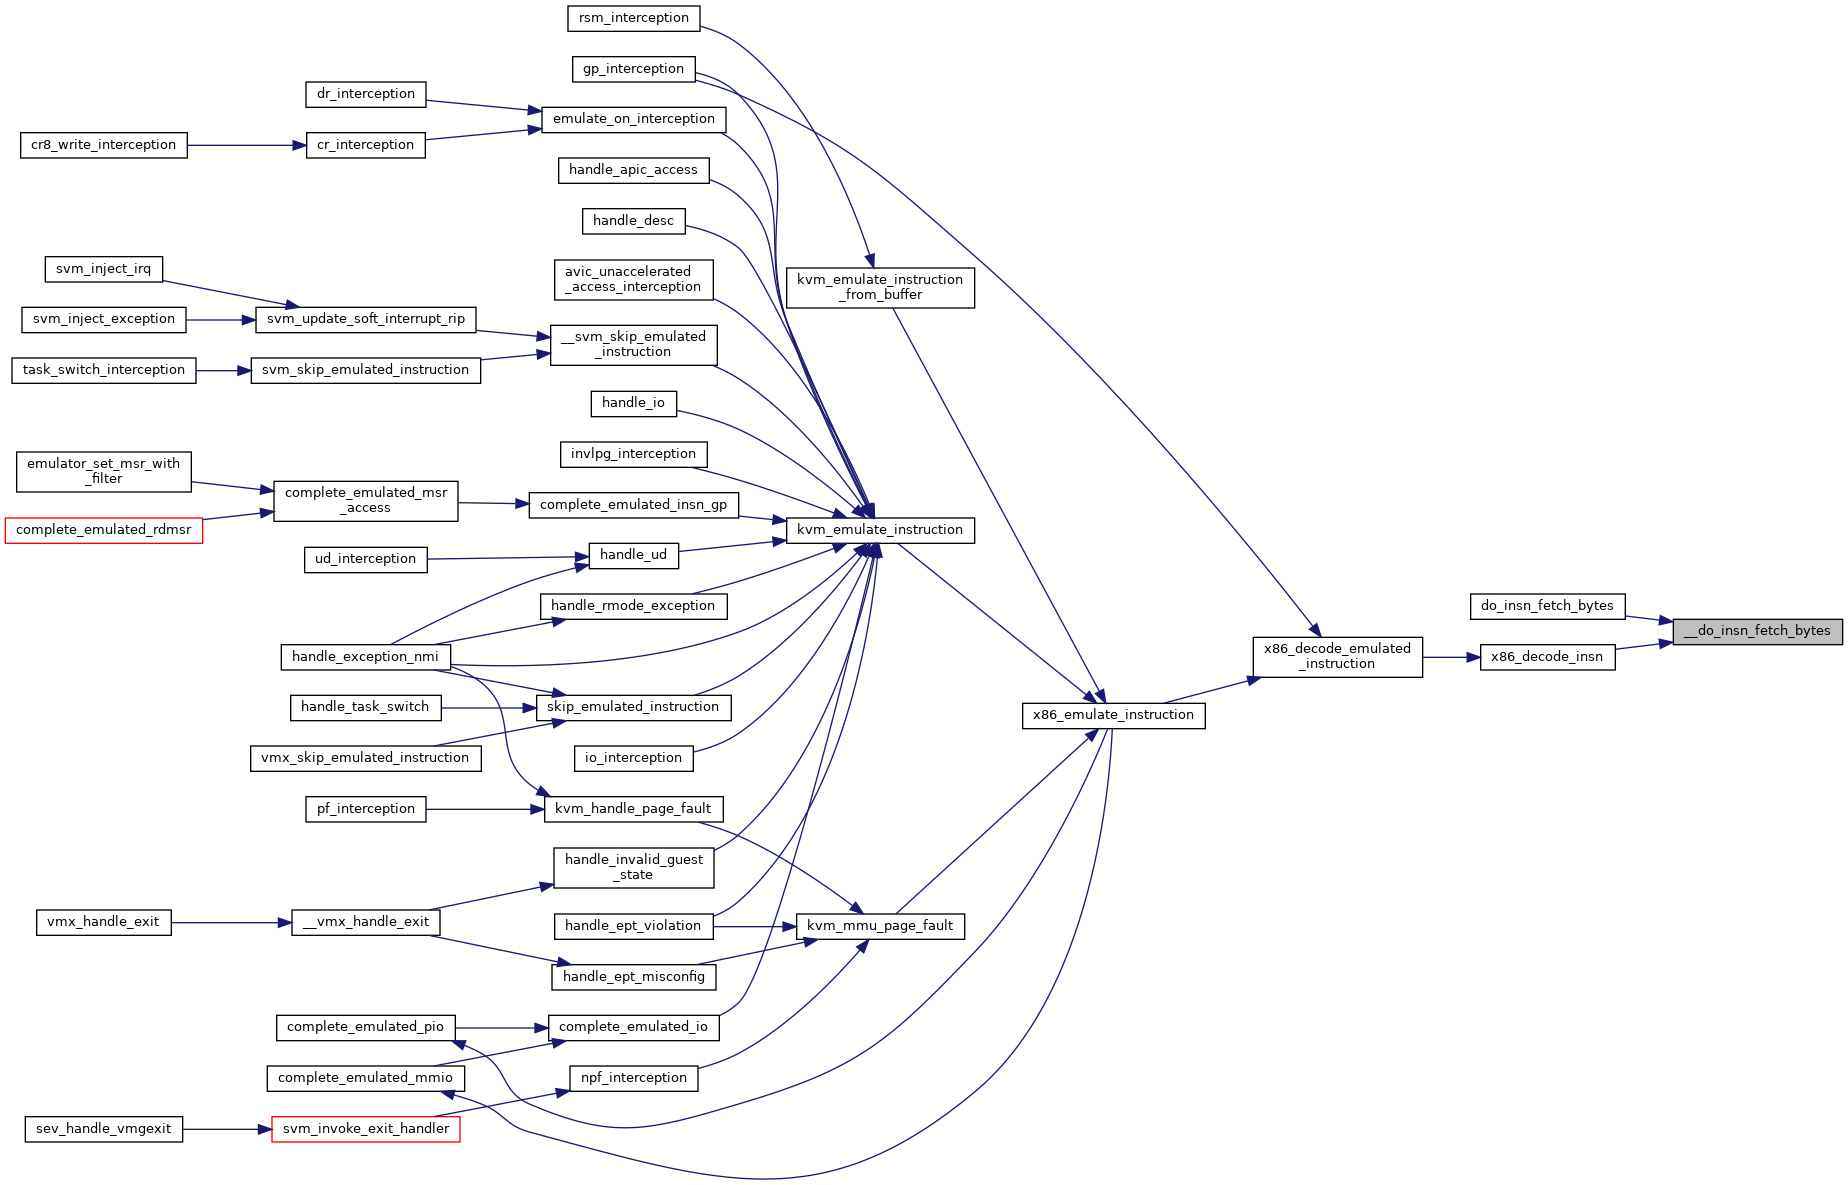 rsm_interception
gp_interception
dr_interception
emulate_on_interception
cr8_write_interception
cr_interception
handle_apic_access
handle_desc
svm_inject_irq
avic_unaccelerated
_access_interception
kvm_emulate_instruction
_from_buffer
svm_inject_exception
svm_update_soft_interrupt_rip
__svm_skip_emulated
_instruction
task_switch_interception
svm_skip_emulated_instruction
handle_io
invlpg_interception
emulator_set_msr_with
_filter
complete_emulated_msr
_access
complete_emulated_insn_gp
complete_emulated_rdmsr
kvm_emulate_instruction
ud_interception
handle_ud
handle_rmode_exception
do_insn_fetch_bytes
__do_insn_fetch_bytes
handle_exception_nmi
x86_decode_emulated
_instruction
x86_decode_insn
handle_task_switch
skip_emulated_instruction
x86_emulate_instruction
vmx_skip_emulated_instruction
io_interception
pf_interception
kvm_handle_page_fault
handle_invalid_guest
_state
vmx_handle_exit
__vmx_handle_exit
handle_ept_violation
kvm_mmu_page_fault
handle_ept_misconfig
complete_emulated_pio
complete_emulated_io
complete_emulated_mmio
npf_interception
sev_handle_vmgexit
svm_invoke_exit_handler